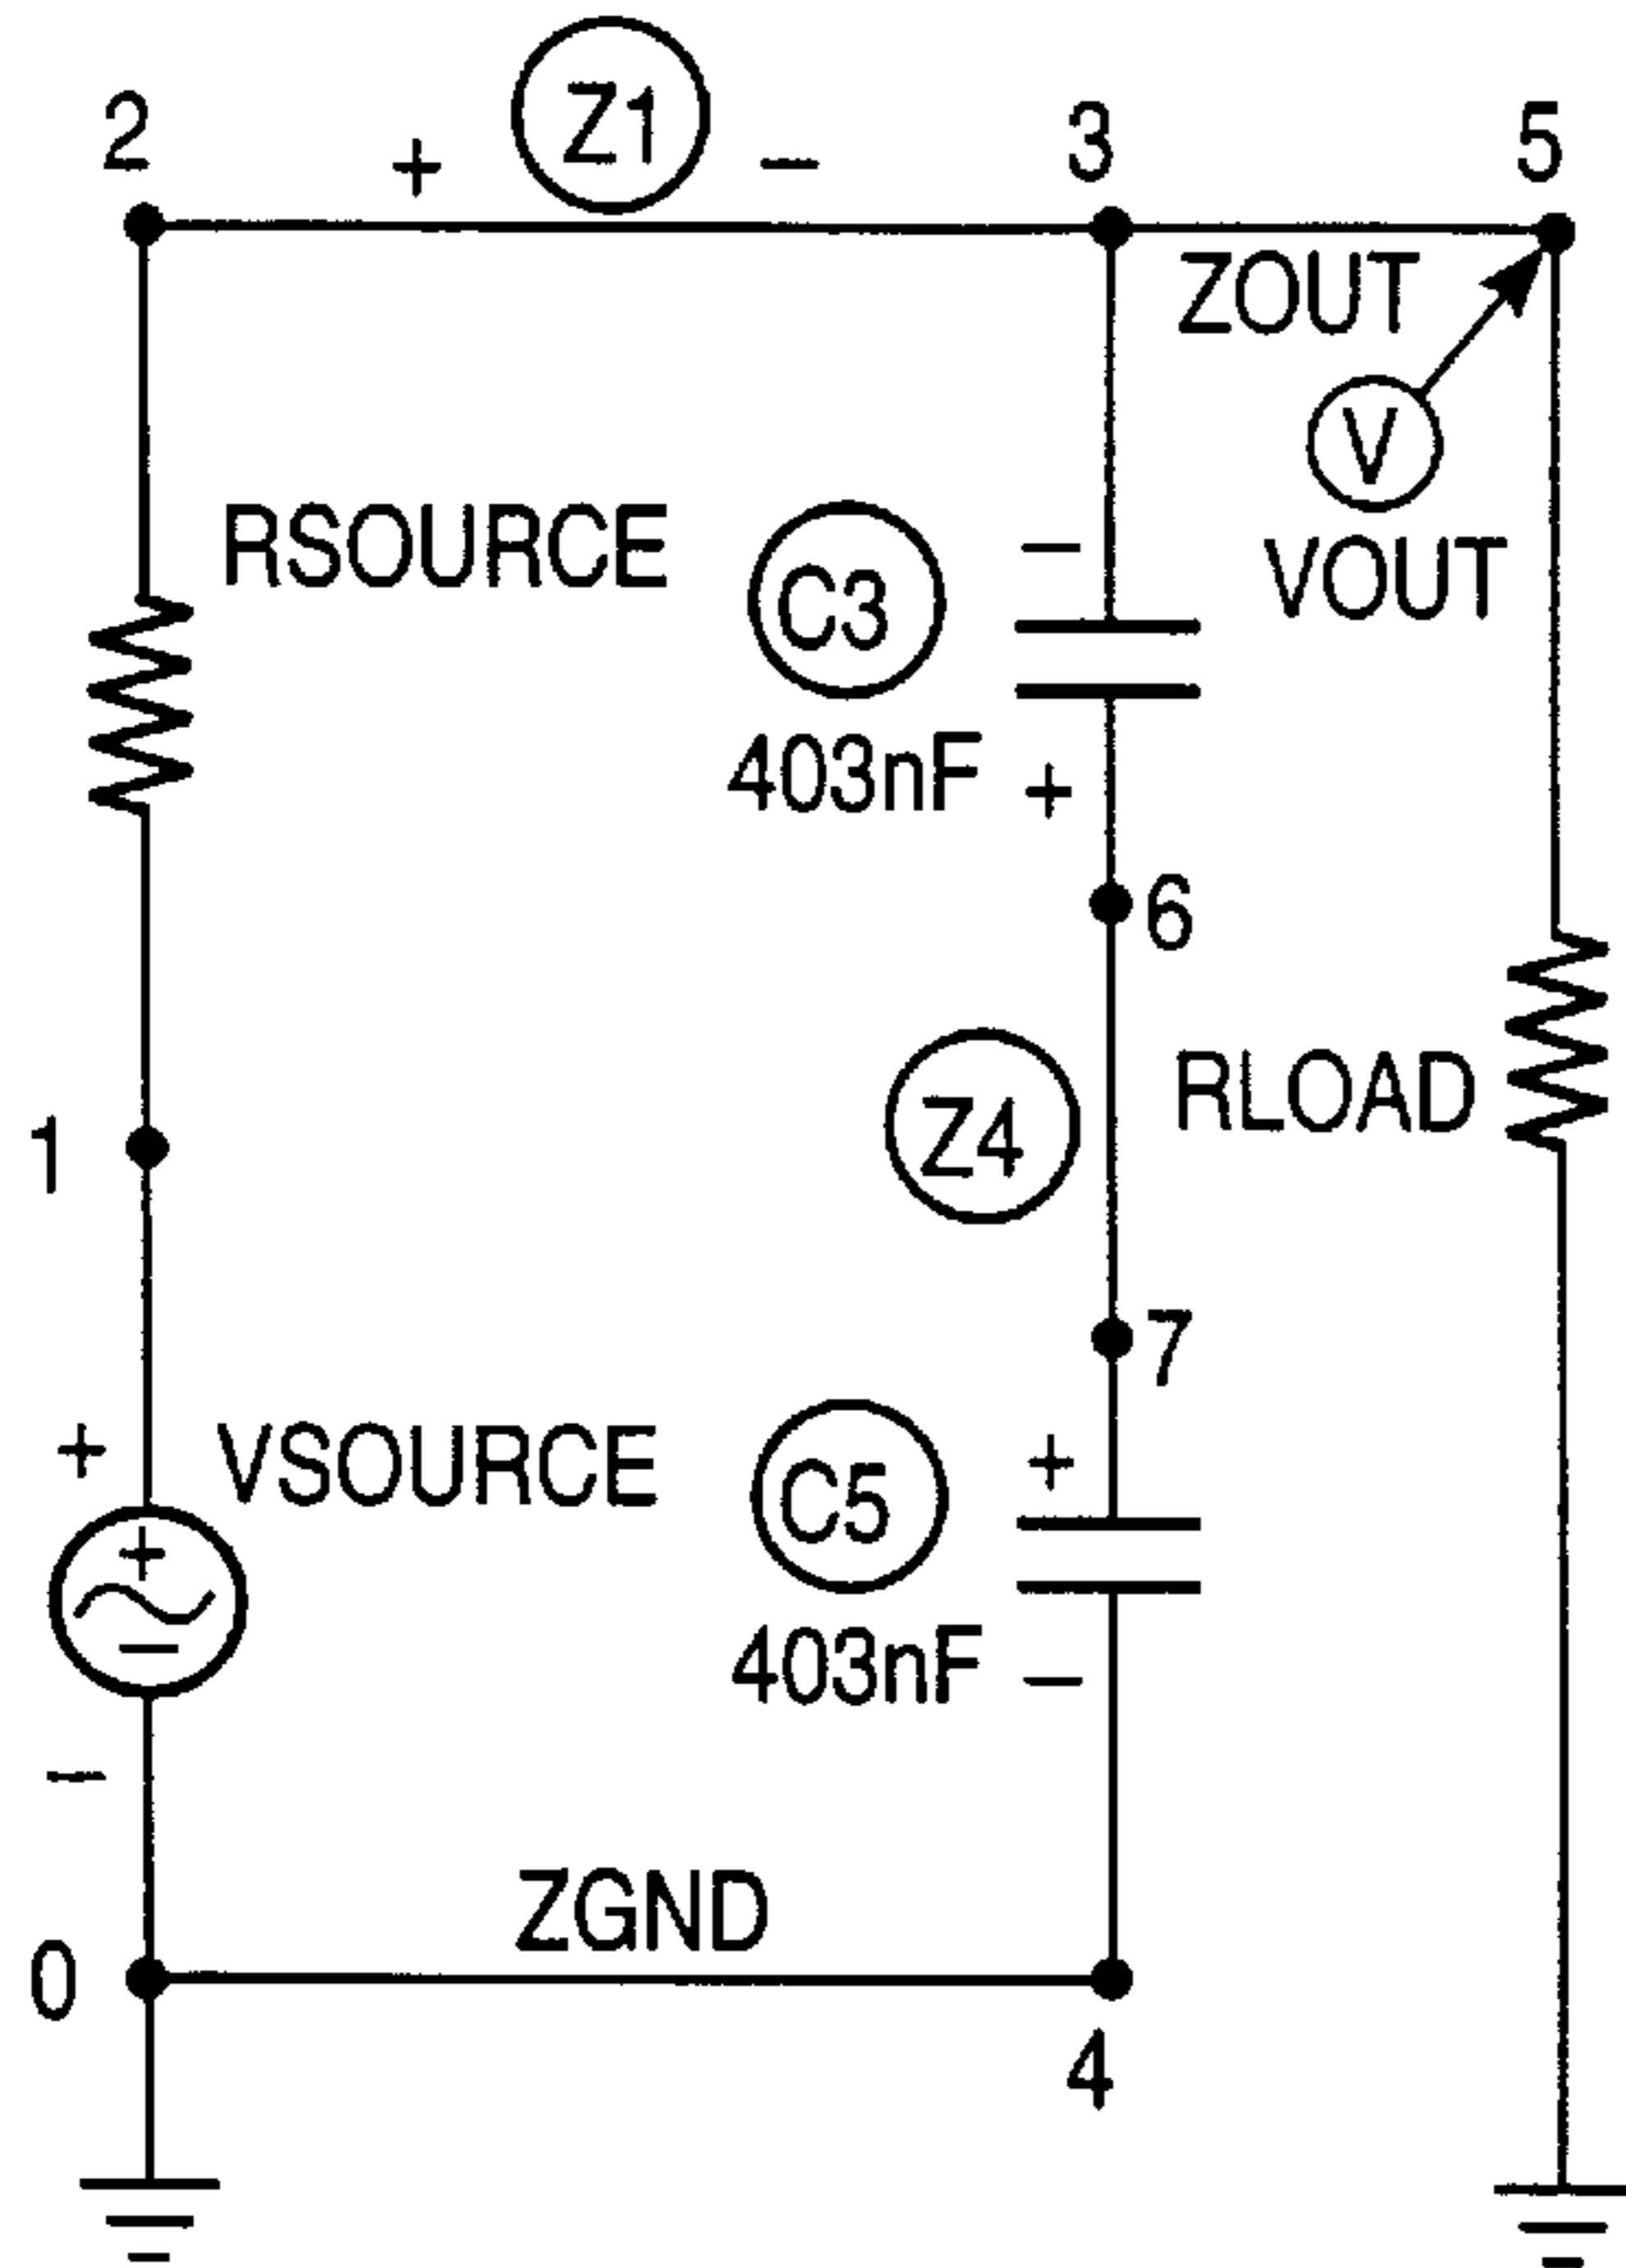 2
+
Z1
−
3
5
ZOUT
V
VOUT
RSOURCE
−
C3
403nF
+
6
1
Z4
RLOAD
7
+
VSOURCE
+
−
C5
+
403nF
−
−
ZGND
0
4